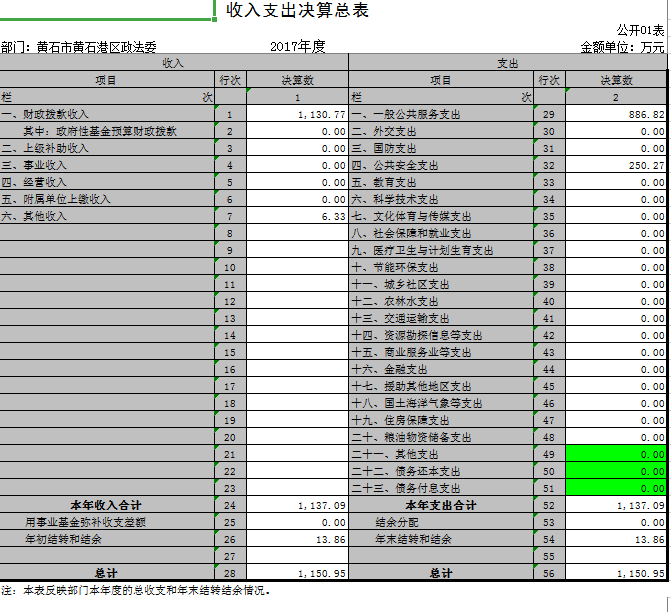 收入支出决算总表
公开01表
部门：黄石市黄石港区政法委 2017年度 金额单位：万元
收入 支出
项目 行次 决算数 项目 行次 决算数
栏 次 1 栏 次 2
一、财政拨款收入 1 1,130.77 一、一般公共服务支出 29 886.82
其中：政府性基金预算财政拨款 2 0.00 二、外交支出 30 0.00
二、上级补助收入 3 0.00 三、国防支出 31 0.00
三、事业收入 4 0.00 四、公共安全支出 32 250.27
四、经营收入 5 0.00 五、教育支出 33 0.00
五、附属单位上缴收入 6 0.00 六、科学技术支出 34 0.00
六、其他收入 7 6.33 七、文化体育与传媒支出 35 0.00
8 八、社会保障和就业支出 36 0.00
9 九、医疗卫生与计划生育支出 37 0.00
10 十、节能环保支出 38 0.00
11 十一、城乡社区支出 39 0.00
12 十二、农林水支出 40 0.00
13 十三、交通运输支出 41 0.00
14 十四、资源勘探信息等支出 42 0.00
15 十五、商业服务业等支出 43 0.00
16 十六、金融支出 44 0.00
17 十七、援助其他地区支出 45 0.00
18 十八、国土海洋气象等支出 46 0.00
19 十九、住房保障支出 47 0.00
20 二十、粮油物资储备支出 48 0.00
21 二十一、其他支出 49 0.00
22 二十二、债务还本支出 50 0.00
23 二十三、债务付息支出 51 0.00
本年收入合计 24 1,137.09 本年支出合计 52 1,137.09
用事业基金弥补收支差额 25 0.00 结余分配 53 0.00
年初结转和结余 26 13.86 年末结转和结余 54 13.86
27 55
总计 28 1,150.95 总计 56 1,150.95
注：本表反映部门本年度的总收支和年末结转结余情况。